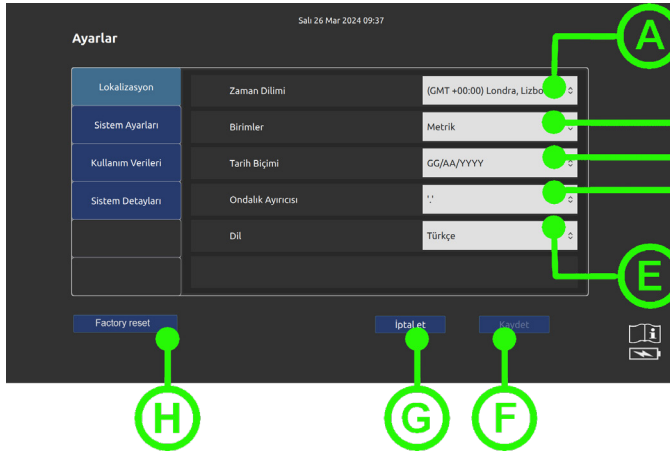 Salı 26 Mar 2024 09:37
Ayarlar
A
Lokalizasyon
Zaman Dilimi
(GMT +00:00) Londra,
Sistem Ayarları
Birimler
Metrik
Kullanım Verileri
Tarih Biçimi
GG/AA/YYYY
Sistem Detayları
Ondalık Ayırıcısı
'.'
Dil
Türkçe
E
Factory reset
İptal et
Kaydet
H
G
F